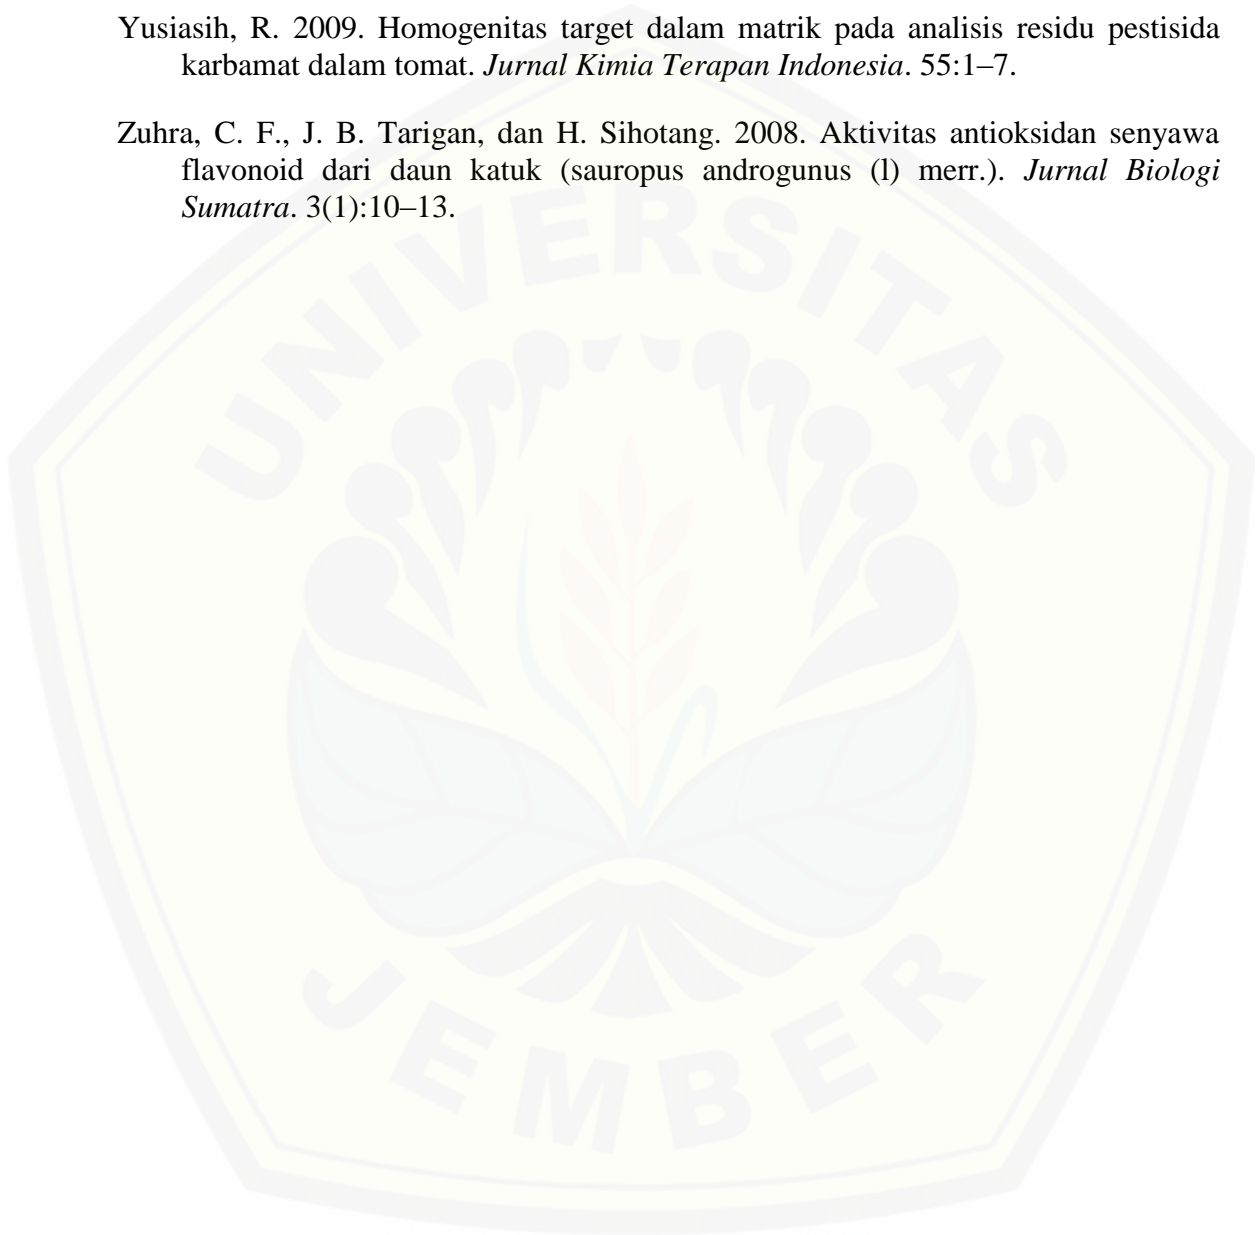 Yusiasih, R. 2009. Homogenitas target dalam matrik pada analisis residu pestisida
karbamat dalam tomat. Jurnal Kimia Terapan Indonesia. 55:1–7.
Zuhra, C. F., J. B. Tarigan, dan H. Sihotang. 2008. Aktivitas antioksidan senyawa
flavonoid dari daun katuk (sauropus androgunus (l) merr.). Jurnal Biologi
Sumatra. 3(1):10–13.
UNIVERSITAS
JEMBER